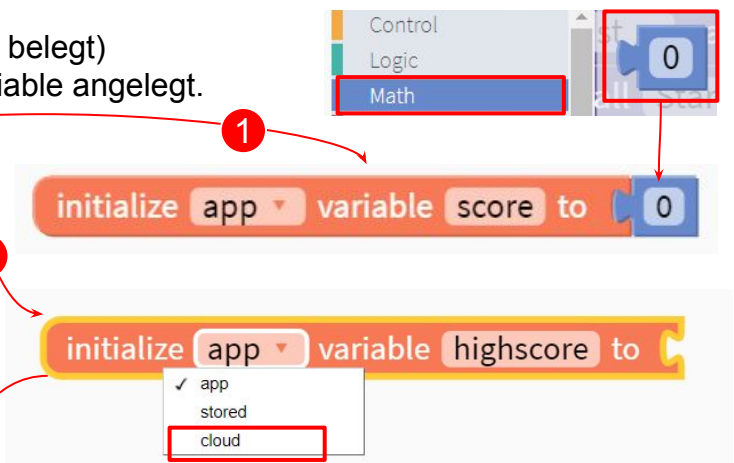 belegt)
iable angelegt.
Control
Logic
Math
0
1
initialize app variable score to 0
initialize app variable highscore to
✓ app
stored
cloud